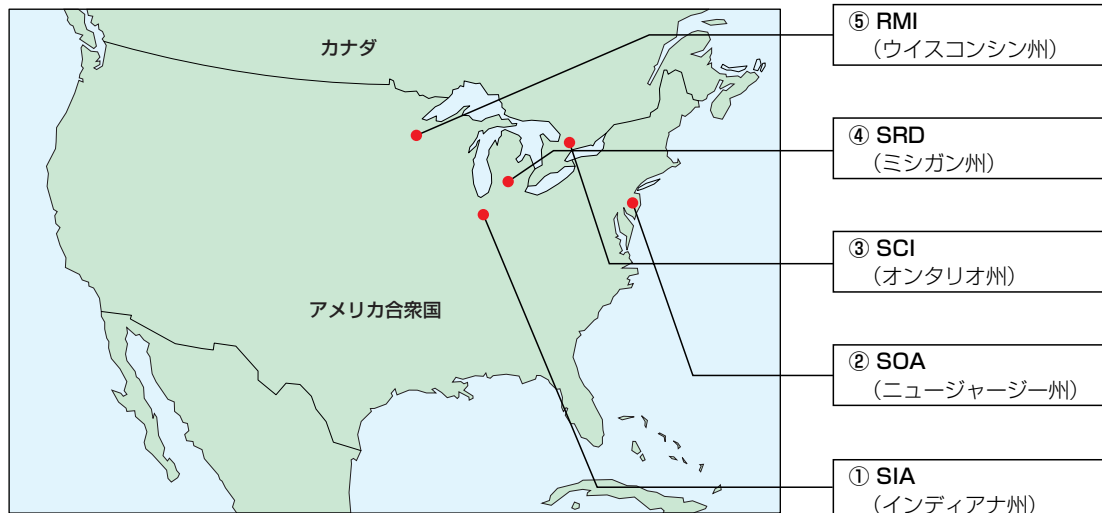 カナダ
アメリカ合衆国
⑤ RMI
（ウイスコンシン州）
④ SRD
（ミシガン州）
③ SCI
（オンタリオ州）
② SOA
（ニュージャージー州）
① SIA
（インディアナ州）